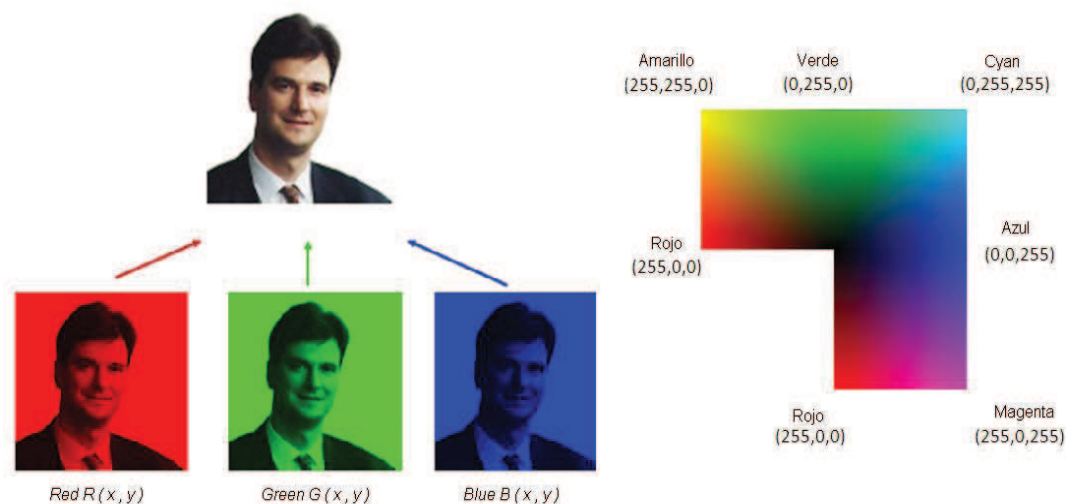 Amarillo
(255,255,0)
Verde
(0,255,0)
Cyan
(0,255,255)
Rojo
(255,0,0)
Azul
(0,0,255)
Rojo
(255,0,0)
Magenta
(255,0,255)
Red R ( x , y )
Green G ( x , y )
Blue B ( x , y )